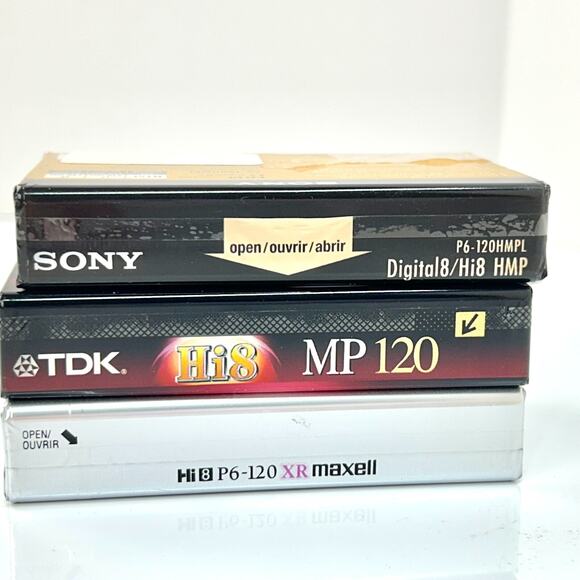 SONY
open/ouvrir/abrir
P6-120HMPL
Digital8/Hi8 HMP
TDK.
Hi8
MP 120
OPEN/
OUVRIR
Hi8 P6-120 XR maxell